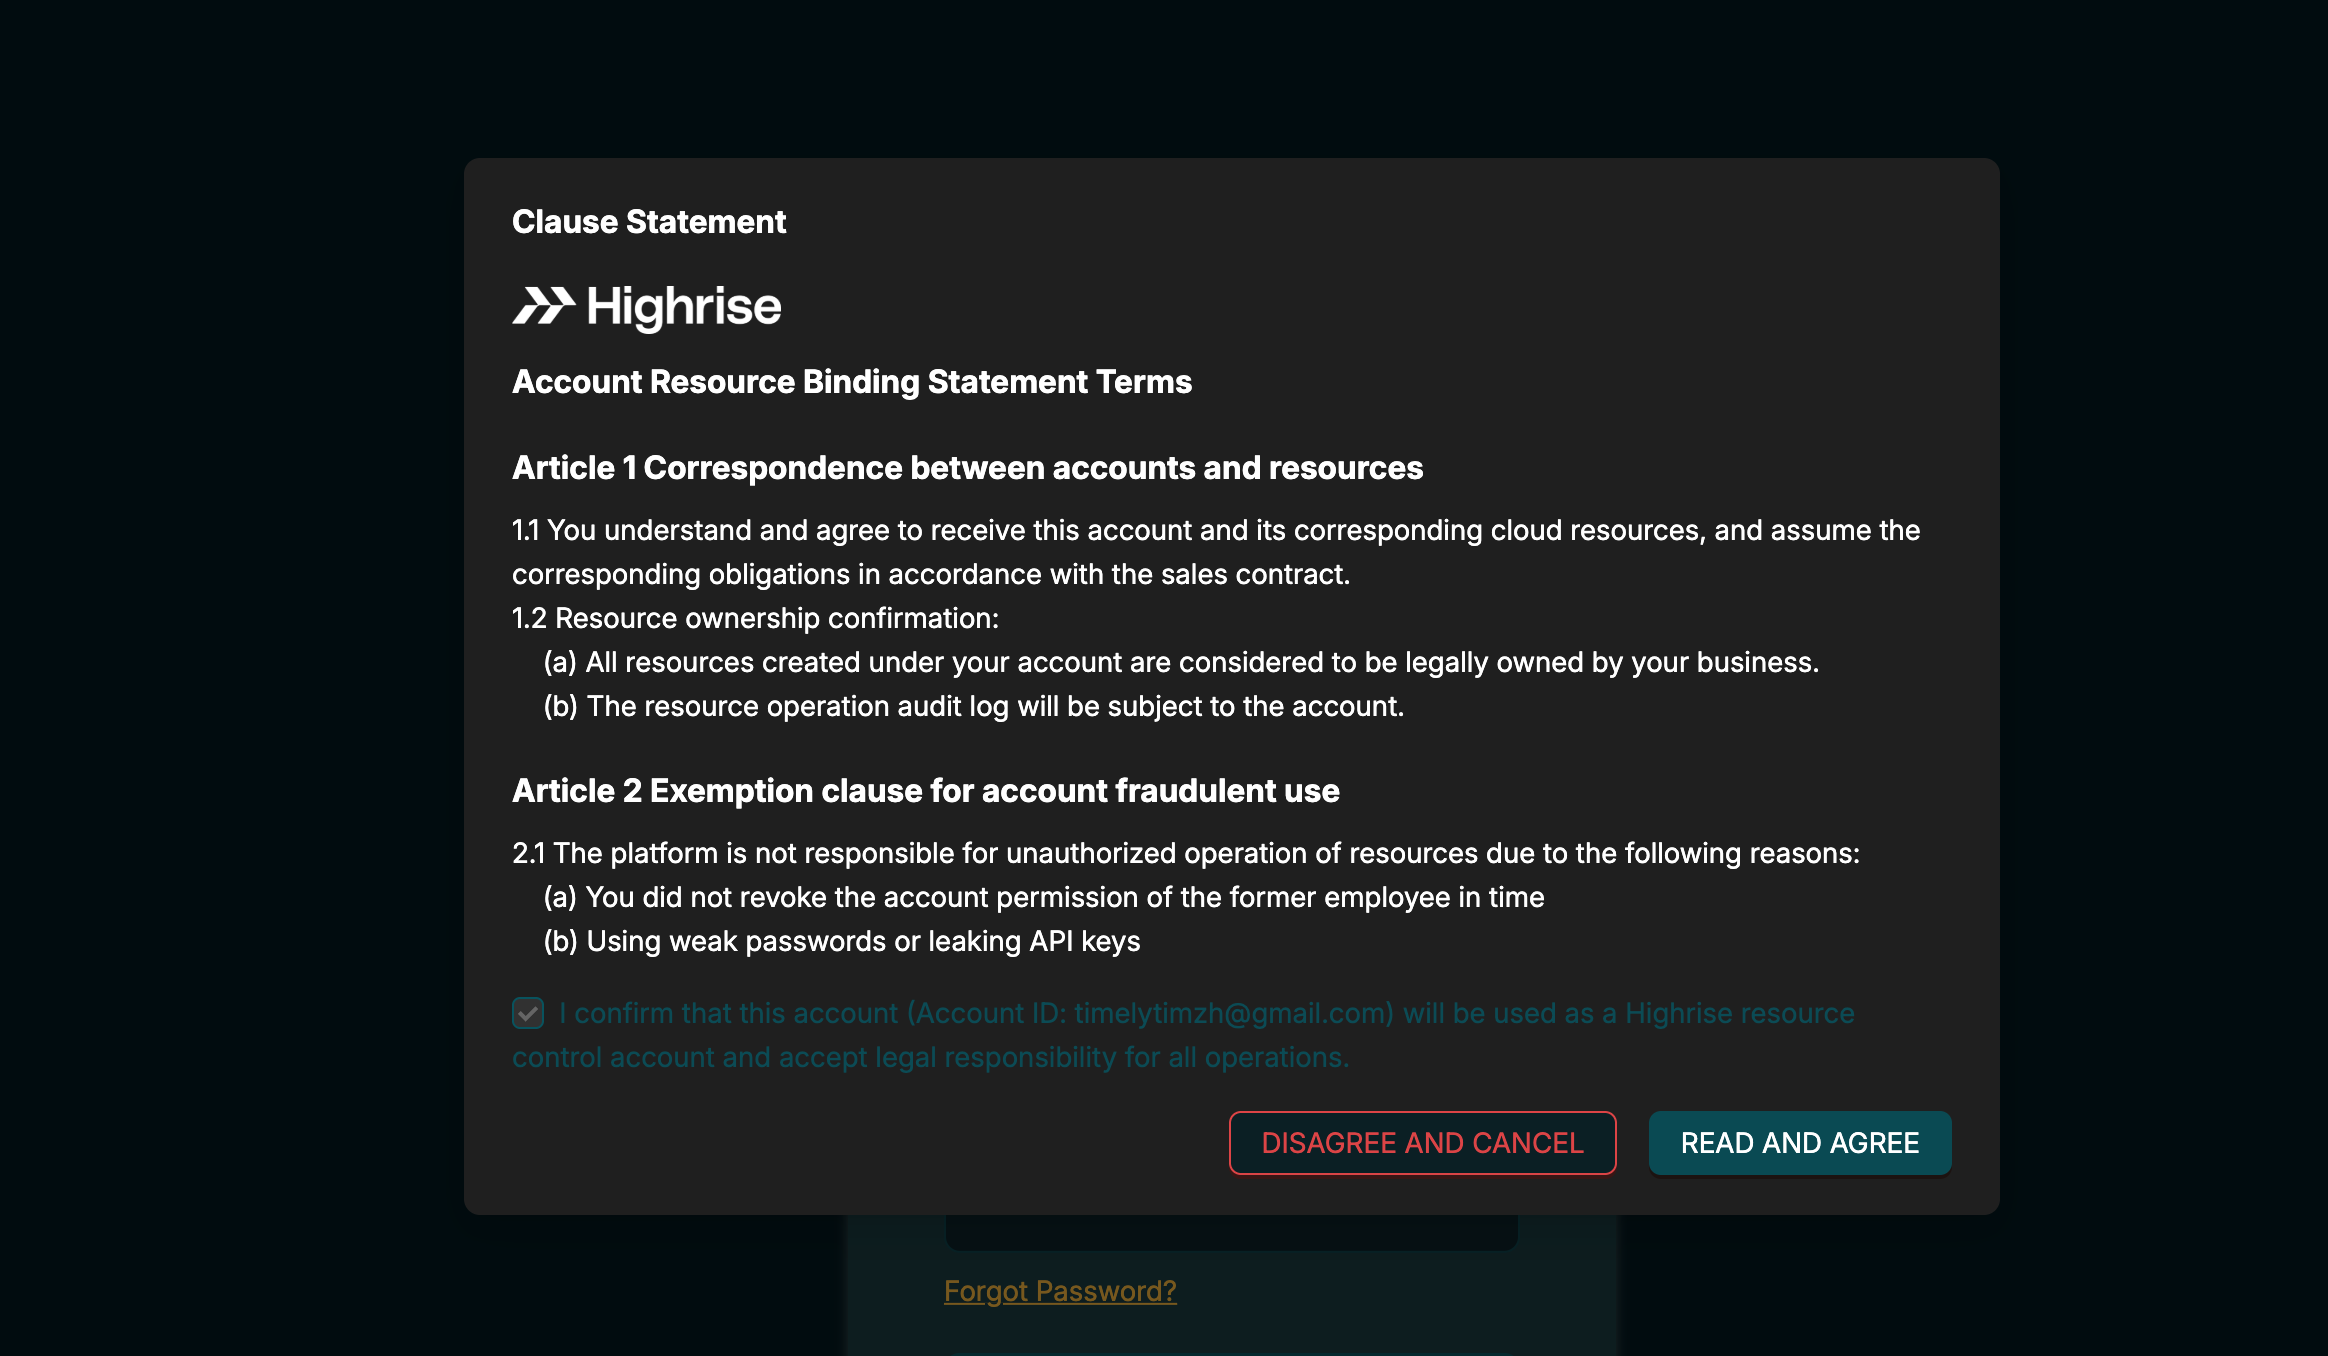 Clause Statement
Highrise
Account Resource Binding Statement Terms
Article 1 Correspondence between accounts and resources
1.1 You understand and agree to receive this account and its corresponding cloud resources, and assume the
corresponding obligations in accordance with the sales contract.
1.2 Resource ownership confirmation:
(a) All resources created under your account are considered to be legally owned by your business.
(b) The resource operation audit log will be subject to the account.
Article 2 Exemption clause for account fraudulent use
2.1 The platform is not responsible for unauthorized operation of resources due to the following reasons:
(a) You did not revoke the account permission of the former employee in time
(b) Using weak passwords or leaking API keys
I confirm that this account (Account ID: timelytimzh@gmail.com) will be used as a Highrise resource
control account and accept legal responsibility for all operations.
DISAGREE AND CANCEL READ AND AGREE
Forgot Password?